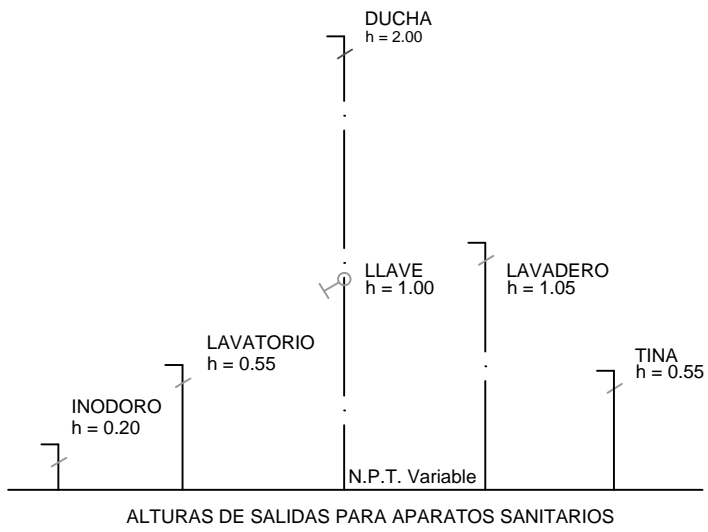 DUCHA
h = 2.00
LLAVE
h = 1.00
LAVADERO
h = 1.05
LAVATORIO
h = 0.55
TINA
h = 0.55
INODORO
h = 0.20
N.P.T. Variable
ALTURAS DE SALIDAS PARA APARATOS SANITARIOS